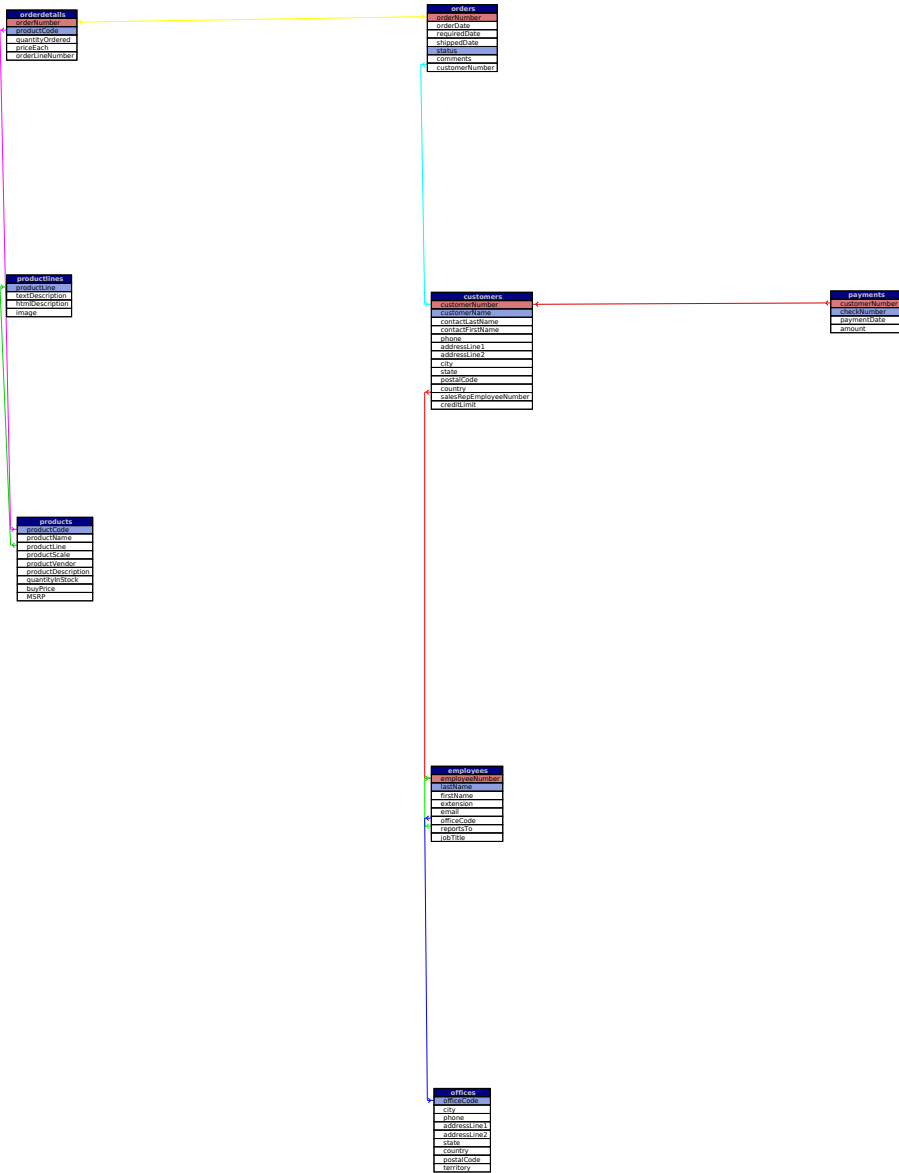 orderdetails
orderNumber
productCode
quantityOrdered
priceEach
orderLineNumber
orders
orderNumber
orderDate
requiredDate
shippedDate
status
comments
customerNumber
productlines
productLine
textDescription
htmlDescription
image
customers
customerNumber
customerName
contactLastName
contactFirstName
phone
addressLine1
addressLine2
city
state
postalCode
country
salesRepEmployeeNumber
creditLimit
payments
customerNumber
checkNumber
paymentDate
amount
products
productCode
productName
productLine
productScale
productVendor
productDescription
quantityInStock
buyPrice
MSRP
employees
employeeNumber
lastName
firstName
extension
email
officeCode
reportsTo
jobTitle
offices
officeCode
city
phone
addressLine1
addressLine2
state
country
postalCode
territory